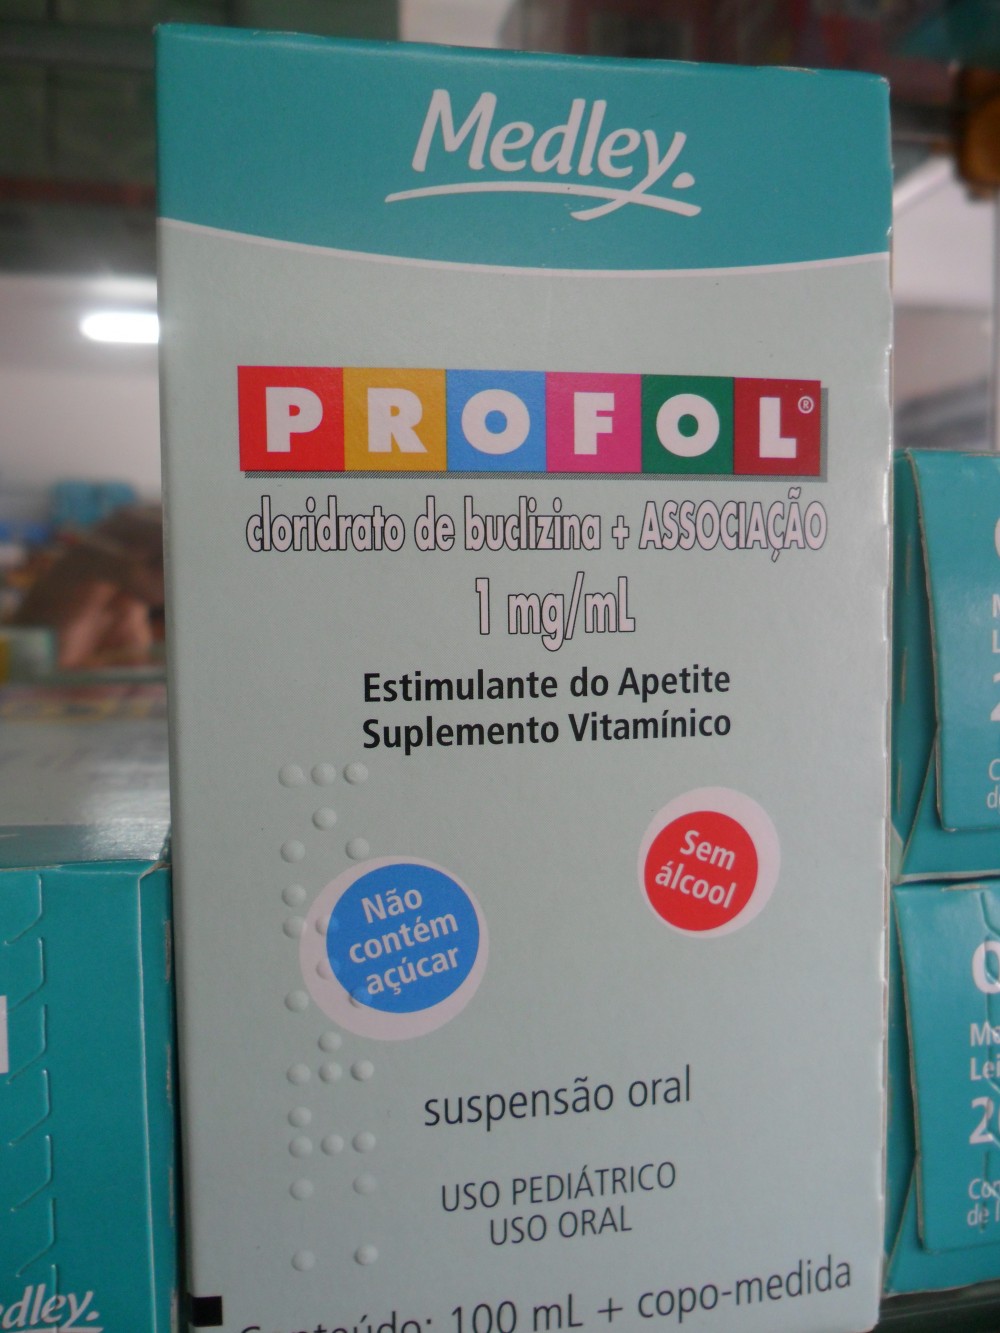 Medley.
PROFOL®
cloridrato de buclizina + ASSOCIAÇÃO
1 mg/mL
Estimulante do Apetite
Suplemento Vitamínico
Sem
álcool
Não
contém
açúcar
suspensão oral
USO PEDIÁTRICO
USO ORAL
Conteúdo: 100 mL + copo-medida